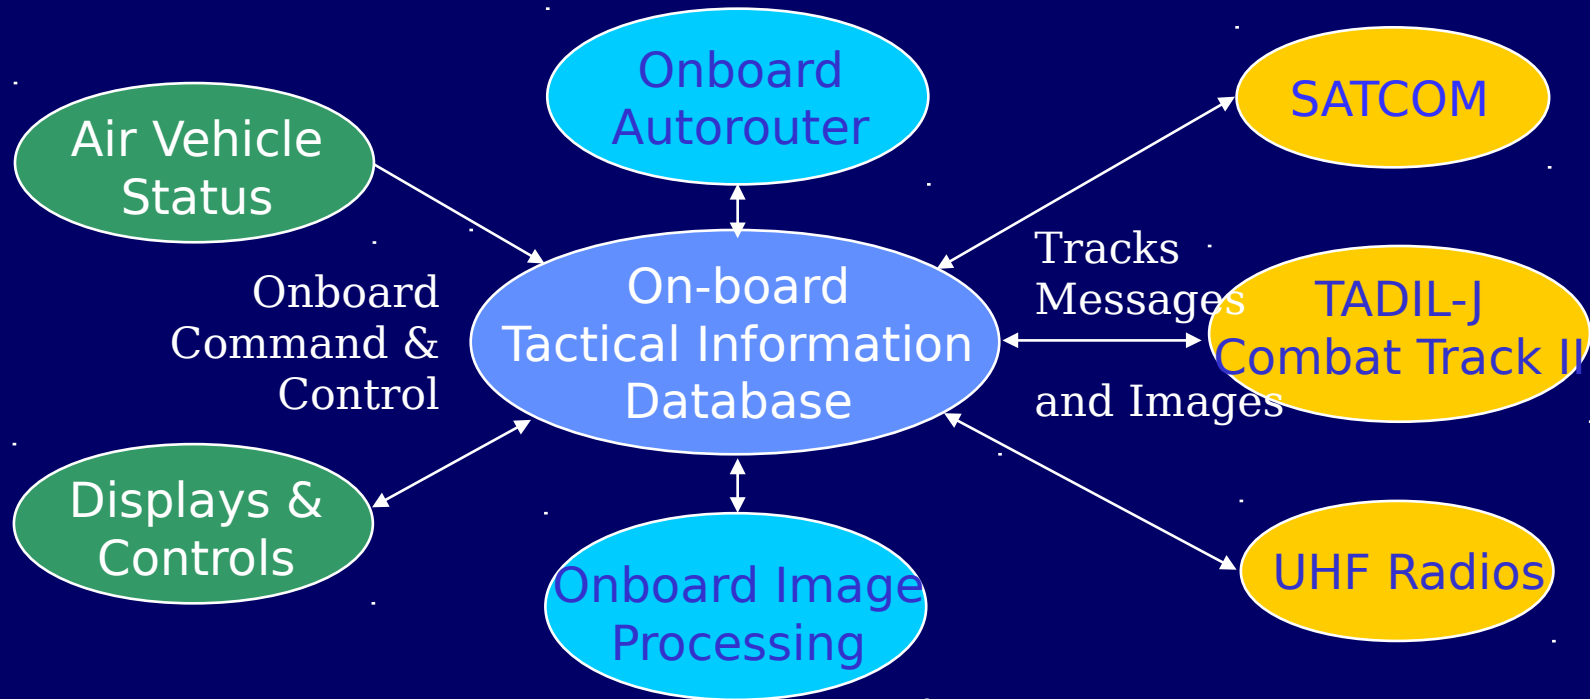 Onboard
Autorouter
SATCOM
Air Vehicle
Status
Tracks
Messages
Onboard
Command &
Control
On-board
Tactical Information
Database
TADIL-J
Combat Track II
and Images
Displays &
Controls
Onboard Image
Processing
UHF Radios